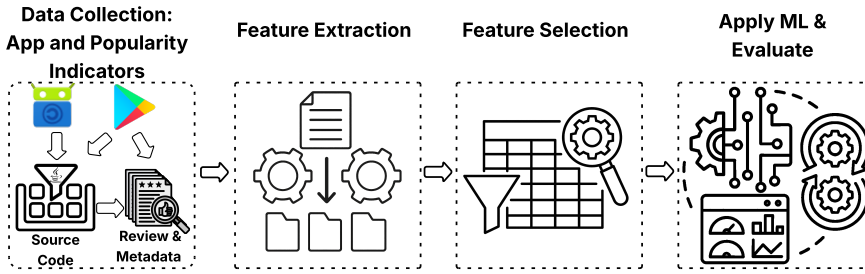 Data Collection:
App and Popularity
Indicators
Feature Extraction
Feature Selection
Apply ML &
Evaluate
Source
Code
Review &
Metadata